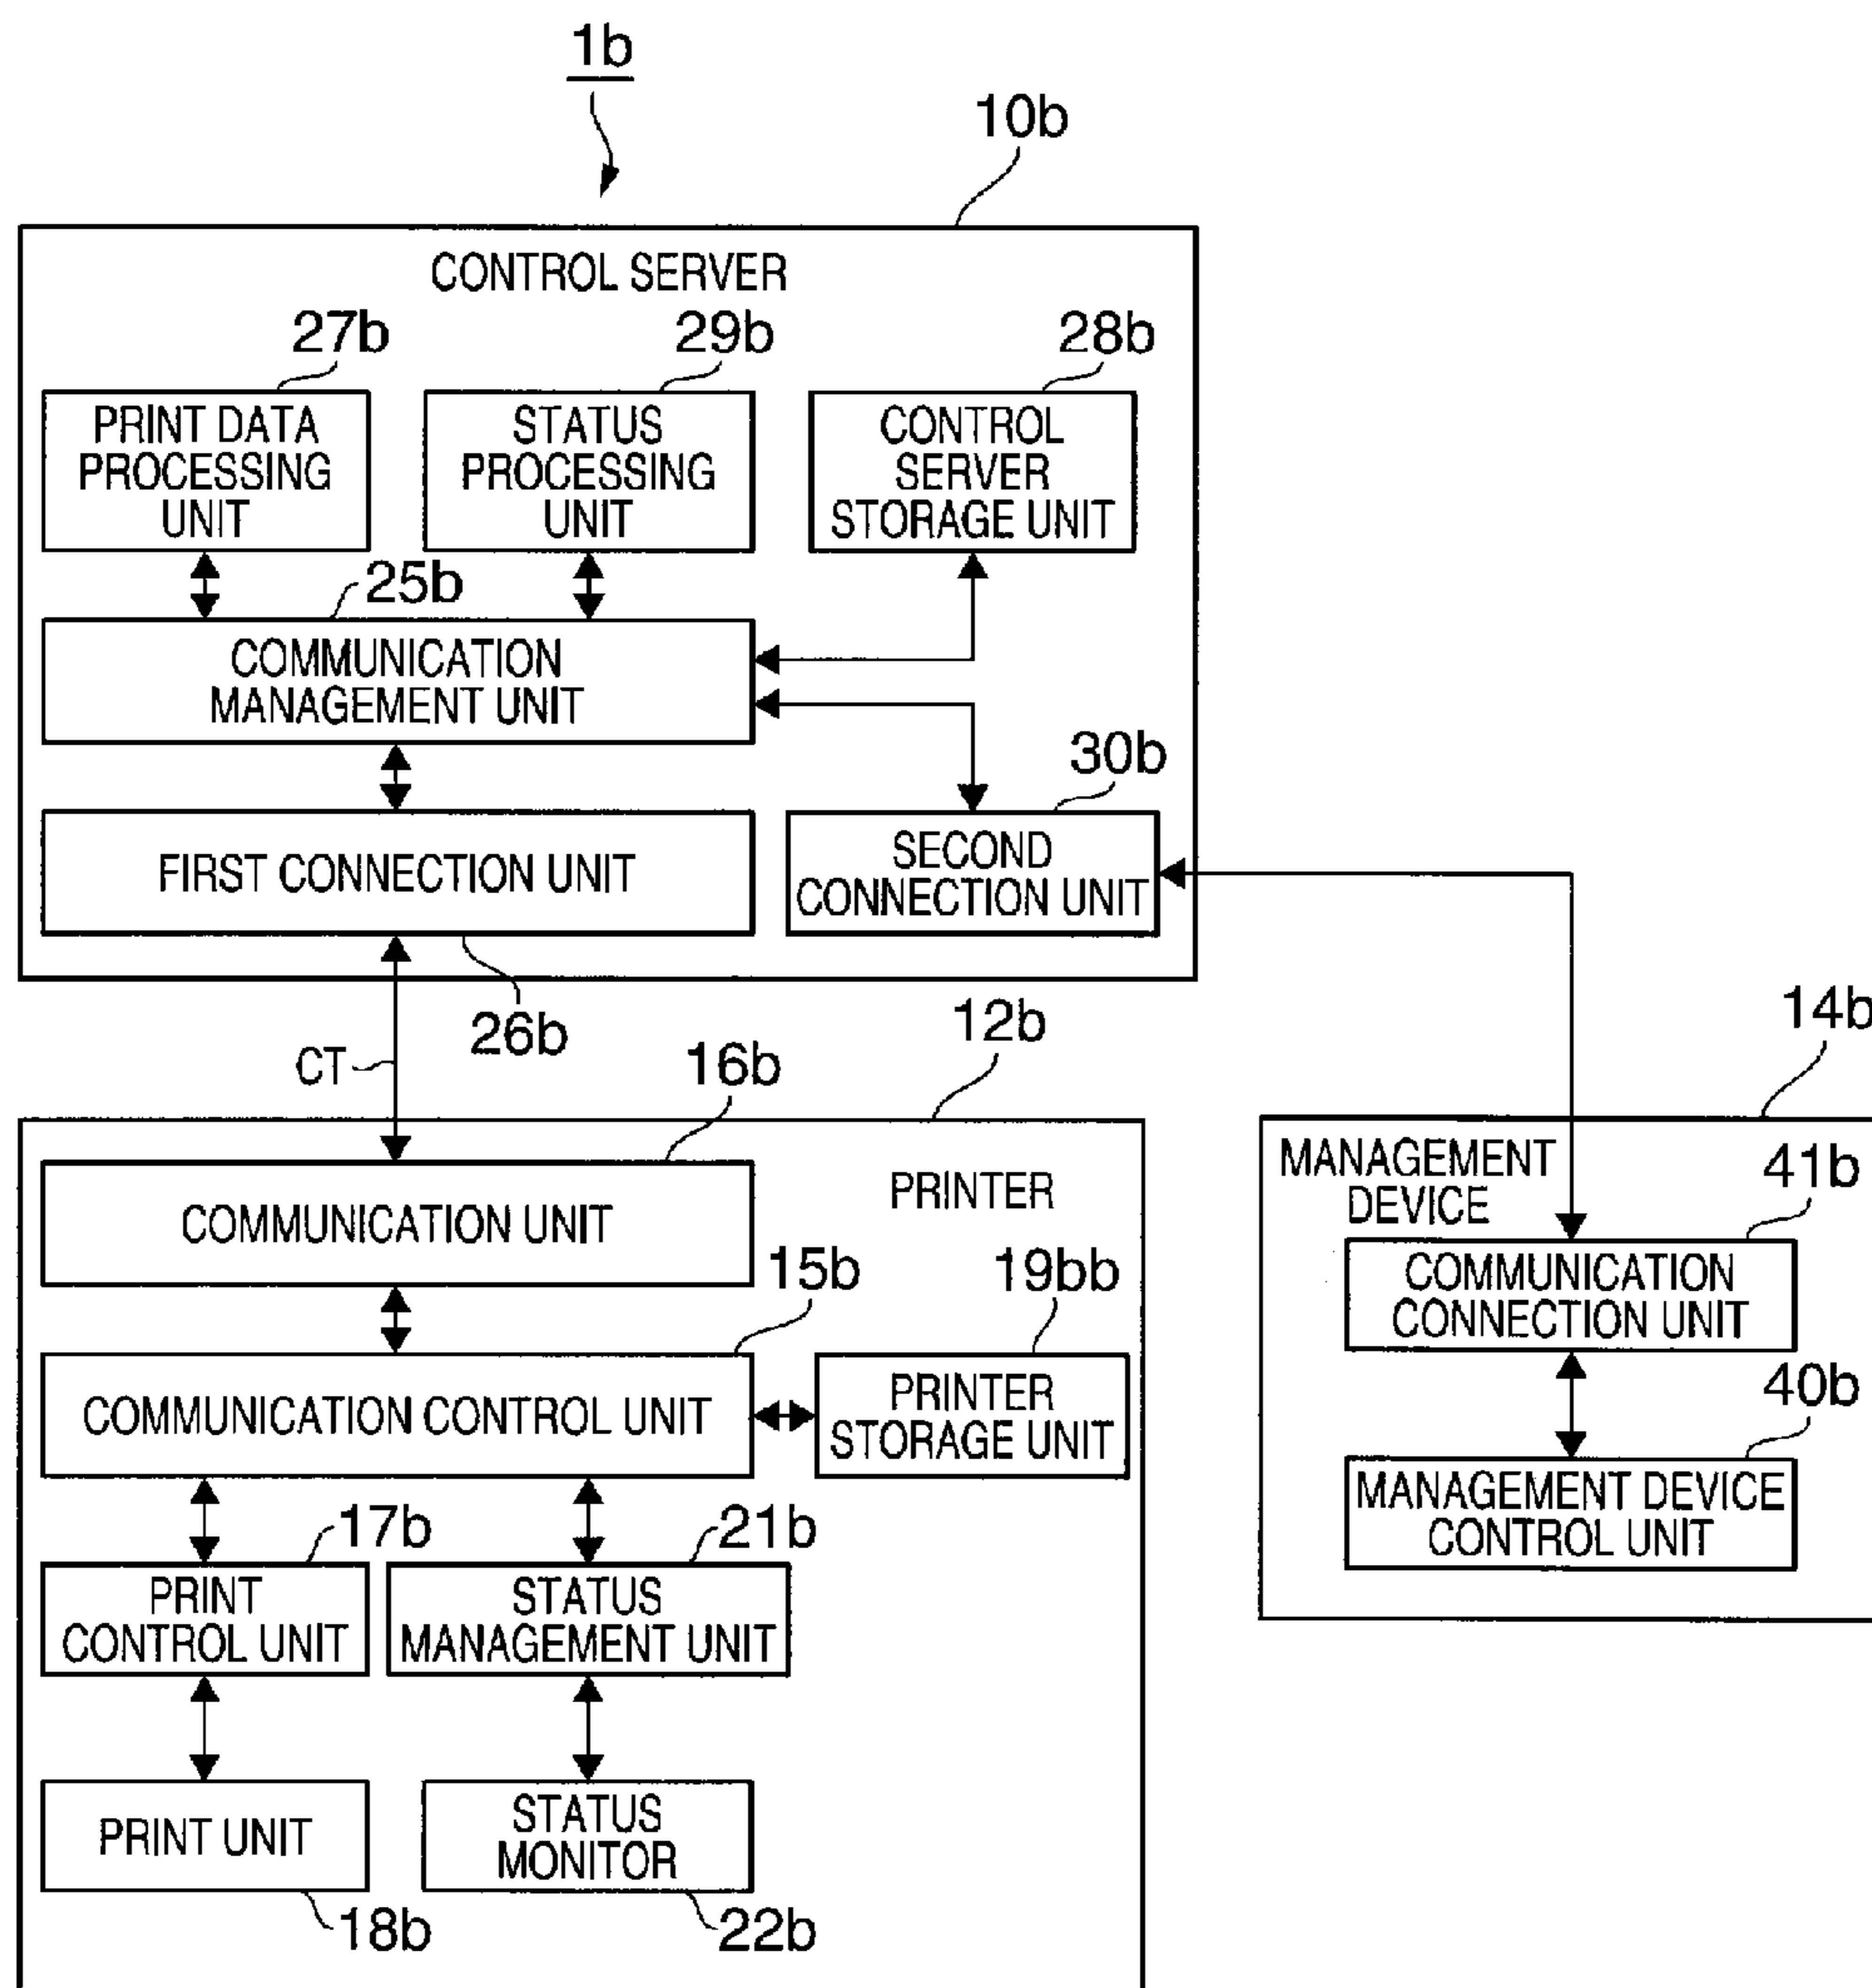 1b
10b
CONTROL SERVER
27b
29b
28b
PRINT DATA
PROCESSING
UNIT
STATUS
PROCESSING
UNIT
CONTROL
SERVER
STORAGE UNIT
25b
COMMUNICATION
MANAGEMENT UNIT
30b
FIRST CONNECTION UNIT
SECOND
CONNECTION UNIT
26b
CT
16b
12b
14b
PRINTER
COMMUNICATION UNIT
MANAGEMENT
DEVICE
41b
15b
19bb
COMMUNICATION
CONNECTION UNIT
COMMUNICATION CONTROL UNIT
PRINTER
STORAGE UNIT
40b
MANAGEMENT DEVICE
CONTROL UNIT
17b
21b
PRINT
CONTROL UNIT
STATUS
MANAGEMENT UNIT
PRINT UNIT
STATUS
MONITOR
18b
22b